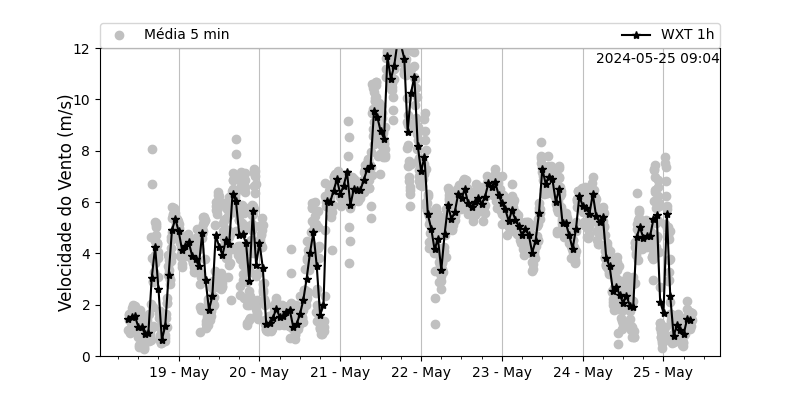 Média 5 min
WXT 1h
2024-05-25 09:04
Velocidade do Vento (m/s)
12
10
8
6
4
2
0
19 - May
20 - May
21 - May
22 - May
23 - May
24 - May
25 - May